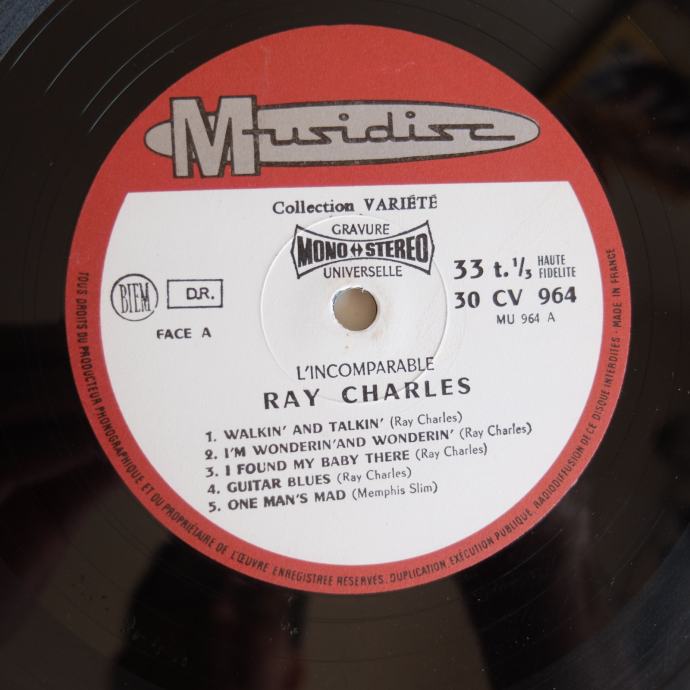 Musidisc
Collection VARIÉTÉ
GRAVURE
MONO ↔ STEREO
UNIVERSELLE
33 t. 1/3 HAUTE FIDELITE
30 CV 964
MU 964 A
BIEM
D.R.
FACE A
L'INCOMPARABLE
RAY CHARLES
1. WALKIN' AND TALKIN' (Ray Charles)
2. I'M WONDERIN' AND WONDERIN' (Ray Charles)
3. I FOUND MY BABY THERE (Ray Charles)
4. GUITAR BLUES (Ray Charles)
5. ONE MAN'S MAD (Memphis Slim)
TOUS DROITS DU PRODUCTEUR PHONOGRAPHIQUE ET DU PROPRIÉTAIRE DE L'ŒUVRE ENREGISTREE RESERVÉS. DUPLICATION, EXÉCUTION PUBLIQUE, RADIODIFFUSION DE CE DISQUE INTERDITES - MADE IN FRANCE